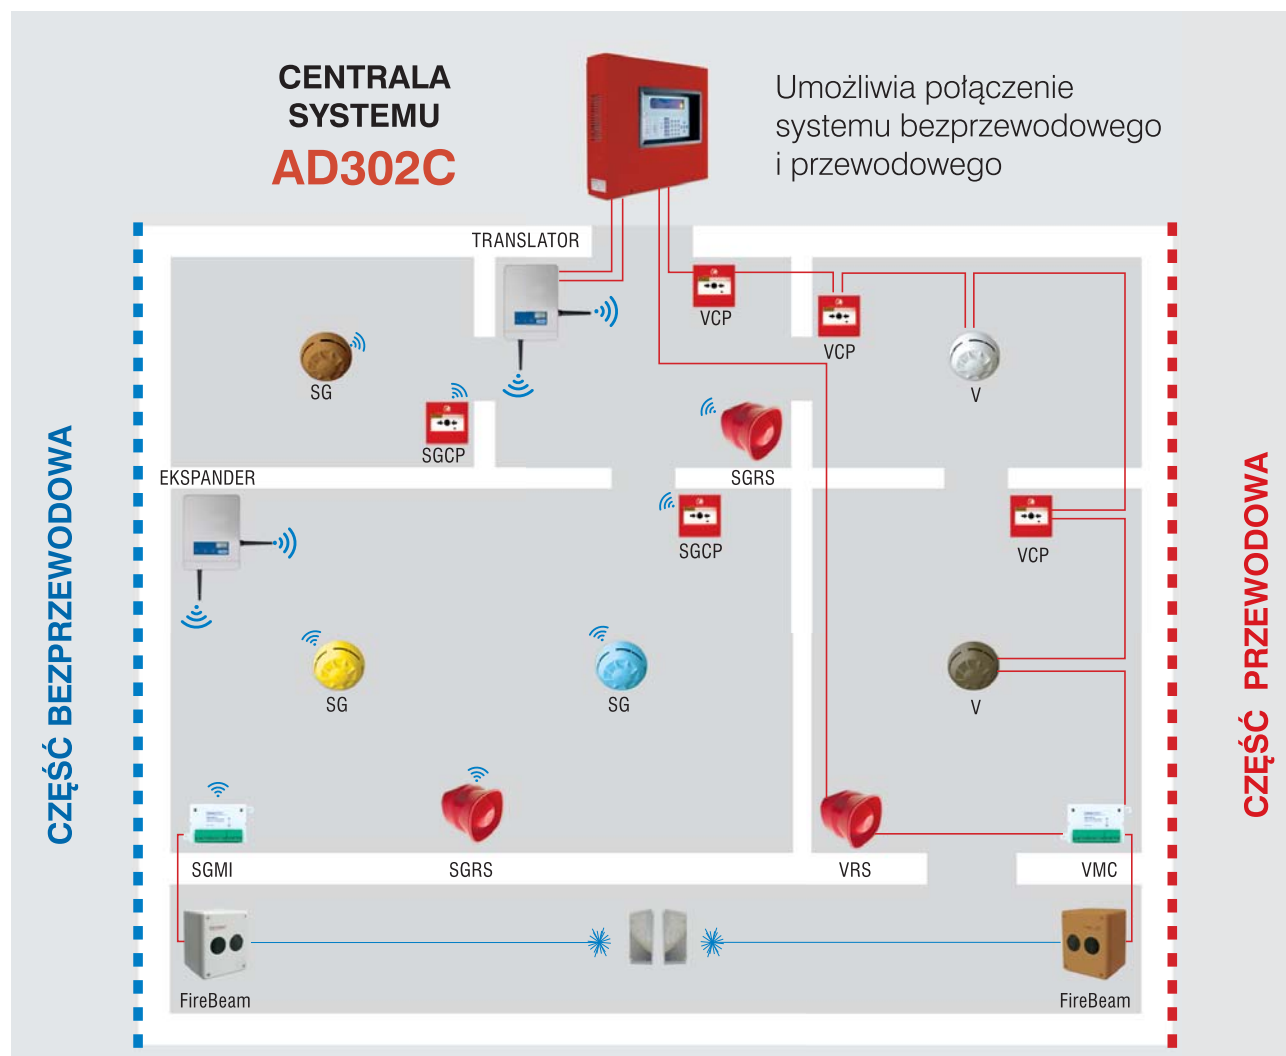 CENTRALA
SYSTEMU
AD302C
Umożliwia połączenie
systemu bezprzewodowego
i przewodowego
TRANSLATOR
VCP
VCP
SG
V
SGCP
SGRS
EKSPANDER
SGCP
VCP
SG
SG
V
SGMI
SGRS
VRS
VMC
FireBeam
FireBeam
CZĘŚĆ BEZPRZEWODOWA
CZĘŚĆ PRZEWODOWA